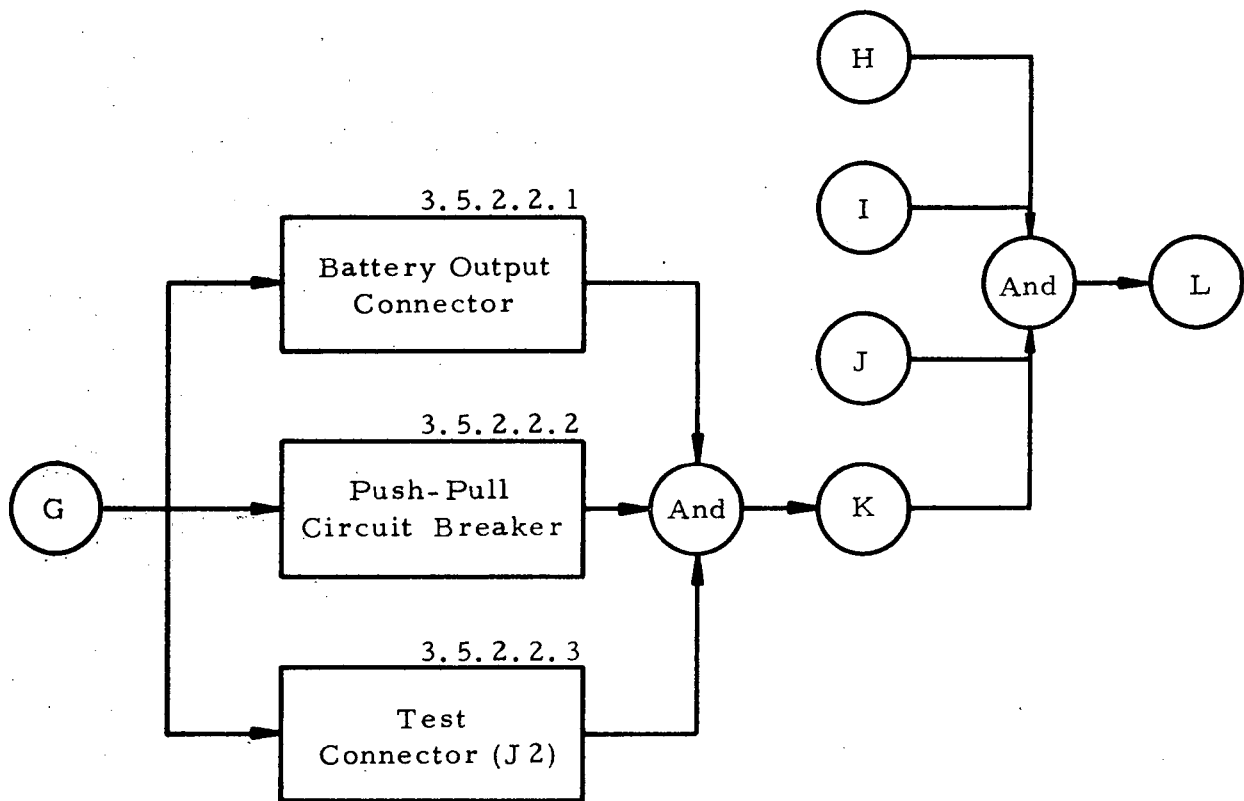 H
3.5.2.2.1
I
Battery Output
Connector
And
L
J
3.5.2.2.2
G
Push-Pull
Circuit Breaker
And
K
3.5.2.2.3
Test
Connector (J2)